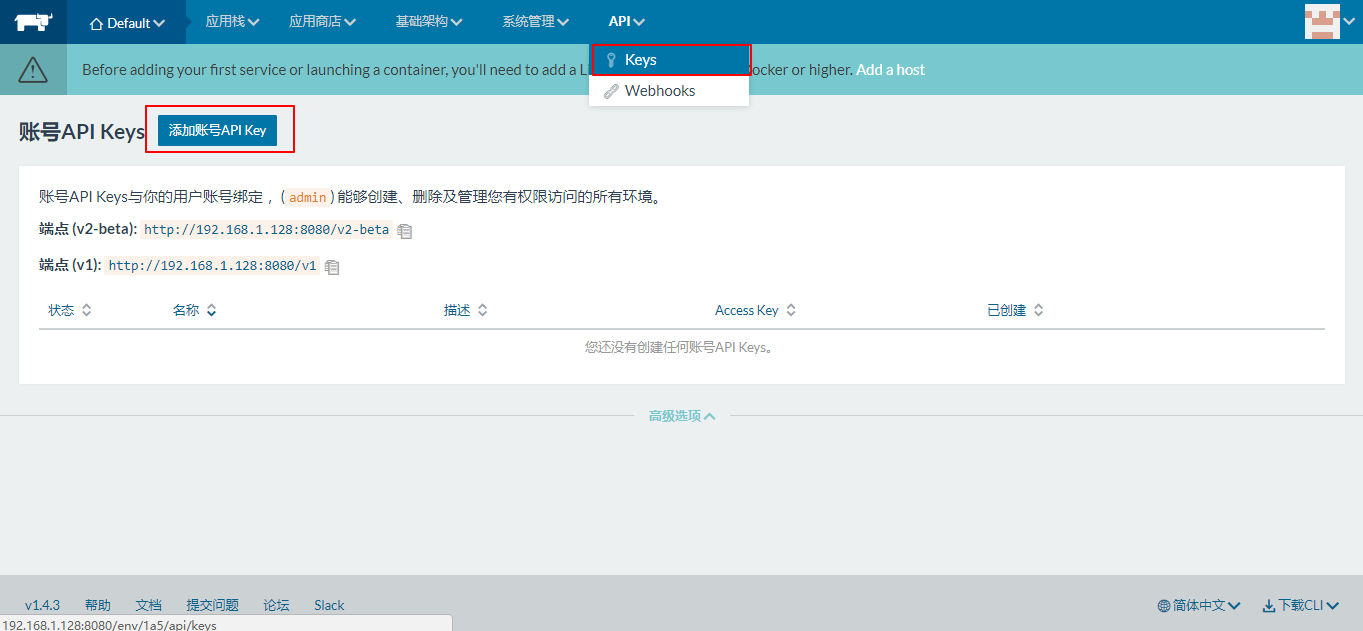 Default 应用栈 应用商店 基础架构 系统管理 API
Keys
Webhooks
Before adding your first service or launching a container, you'll need to add a Li ocker or higher. Add a host
账号API Keys 添加账号API Key
账号API Keys与你的用户账号绑定，(admin) 能够创建、删除及管理您有权限访问的所有环境。
端点 (v2-beta): http://192.168.1.128:8080/v2-beta
端点 (v1): http://192.168.1.128:8080/v1
状态 名称 描述 Access Key 已创建
您还没有创建任何账号API Keys。
高级选项
v1.4.3 帮助 文档 提交问题 论坛 Slack 简体中文 下载CLI
192.168.1.128:8080/env/1a5/api/keys